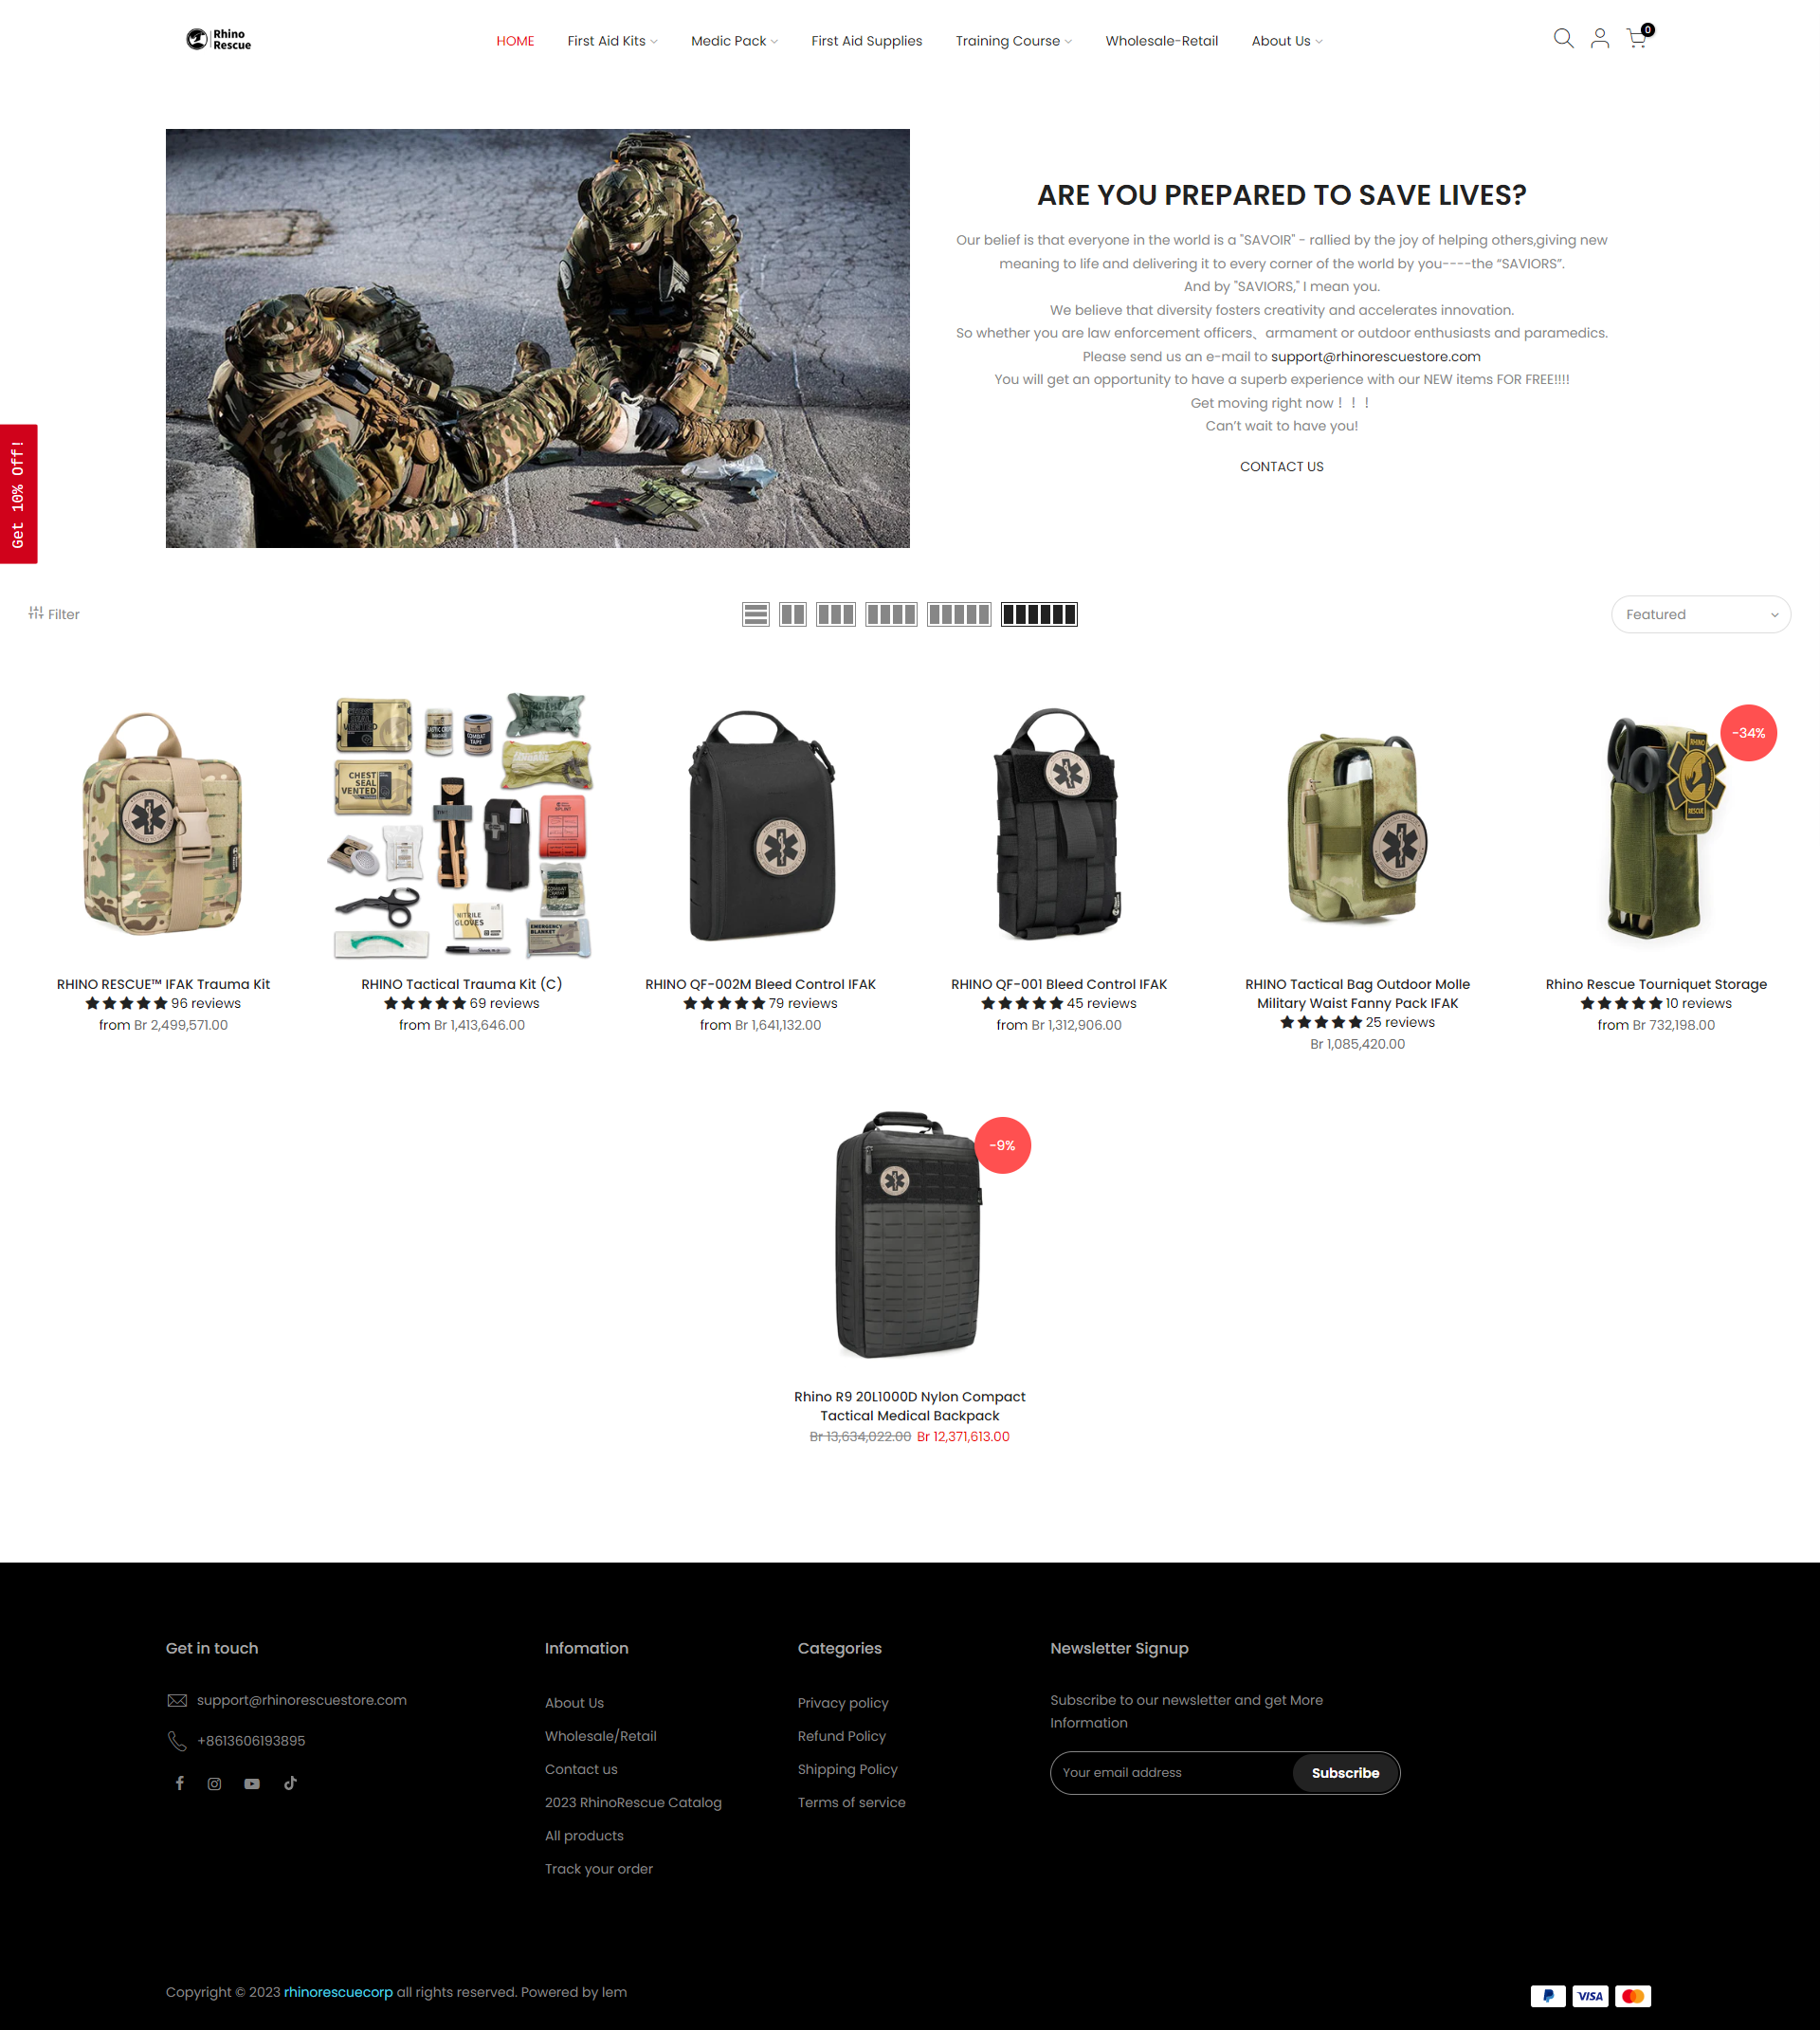 Rhino
Rescue
HOME
First Aid Kits
Medic Pack
First Aid Supplies
Training Course
Wholesale-Retail
About Us
0
ARE YOU PREPARED TO SAVE LIVES?
Our belief is that everyone in the world is a "SAVOIR" - rallied by the joy of helping others,giving new
meaning to life and delivering it to every corner of the world by you----the “SAVIORS”.
And by "SAVIORS," I mean you.
We believe that diversity fosters creativity and accelerates innovation.
So whether you are law enforcement officers、armament or outdoor enthusiasts and paramedics.
Please send us an e-mail to support@rhinorescuestore.com
You will get an opportunity to have a superb experience with our NEW items FOR FREE!!!!
Get moving right now！！！
Can’t wait to have you!
CONTACT US
Get 10% Off!
Filter
Featured
CHEST
SEAL
VENTED
COMBAT
TAPE
SPLINT
NITRILE
GLOVES
EMERGENCY
BLANKET
RHINO
RESCUE
-34%
RHINO RESCUE™ IFAK Trauma Kit
96 reviews
from Br 2,499,571.00
RHINO Tactical Trauma Kit (C)
69 reviews
from Br 1,413,646.00
RHINO QF-002M Bleed Control IFAK
79 reviews
from Br 1,641,132.00
RHINO QF-001 Bleed Control IFAK
45 reviews
from Br 1,312,906.00
RHINO Tactical Bag Outdoor Molle
Military Waist Fanny Pack IFAK
25 reviews
Br 1,085,420.00
Rhino Rescue Tourniquet Storage
10 reviews
from Br 732,198.00
-9%
Rhino R9 20L1000D Nylon Compact
Tactical Medical Backpack
Br 13,634,022.00 Br 12,371,613.00
Get in touch
support@rhinorescuestore.com
+8613606193895
Infomation
About Us
Wholesale/Retail
Contact us
2023 RhinoRescue Catalog
All products
Track your order
Categories
Privacy policy
Refund Policy
Shipping Policy
Terms of service
Newsletter Signup
Subscribe to our newsletter and get More
Information
Your email address
Subscribe
Copyright © 2023 rhinorescuecorp all rights reserved. Powered by lem
VISA